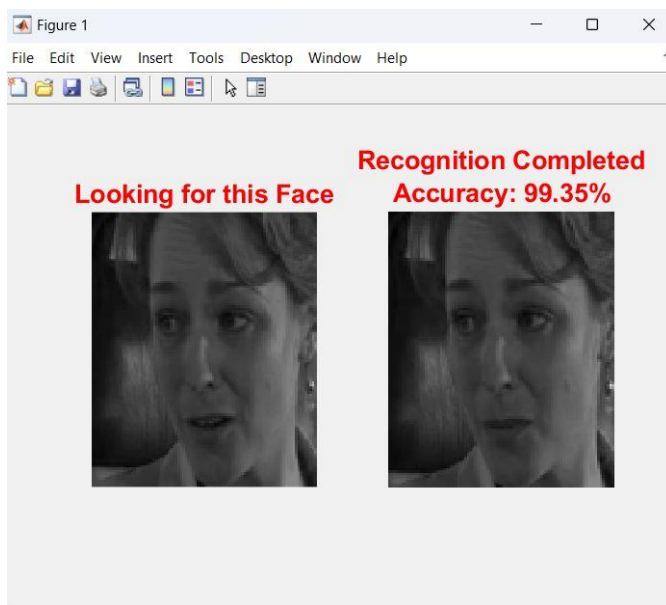 Figure 1
File Edit View Insert Tools Desktop Window Help
Looking for this Face
Recognition Completed
Accuracy: 99.35%